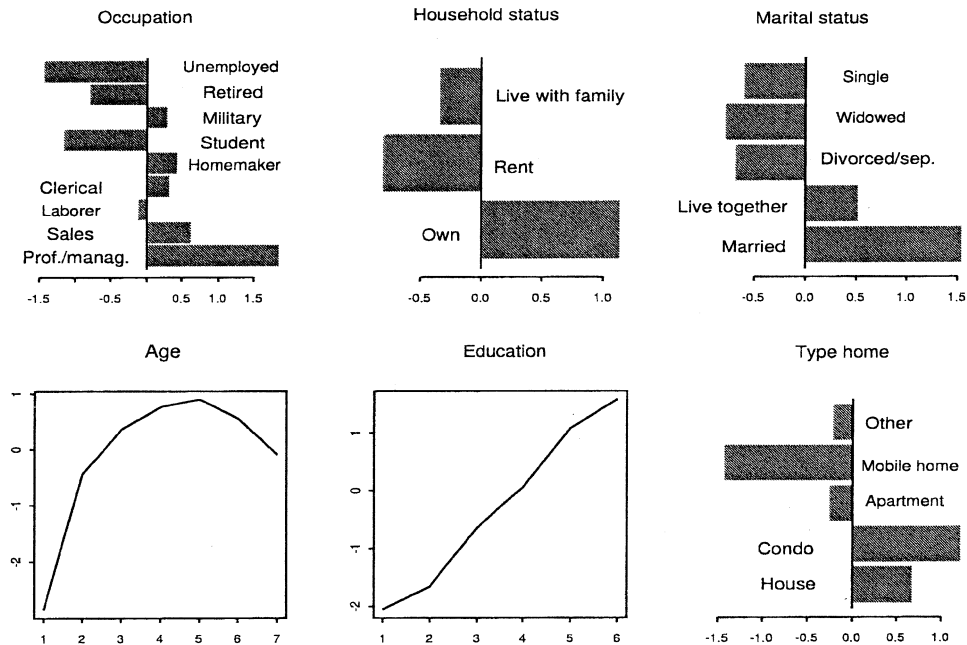 Occupation
Unemployed
Retired
Military
Student
Homemaker
Clerical
Laborer
Sales
Prof./manag.
-1.5 -0.5 0.5 1.0 1.5
Household status
Live with family
Rent
Own
-0.5 0.0 0.5 1.0
Marital status
Single
Widowed
Divorced/sep.
Live together
Married
-0.5 0.0 0.5 1.0 1.5
Age
1
0
-1
-2
1 2 3 4 5 6 7
Education
1
0
-1
-2
1 2 3 4 5 6
Type home
Other
Mobile home
Apartment
Condo
House
-1.5 -1.0 -0.5 0.0 0.5 1.0